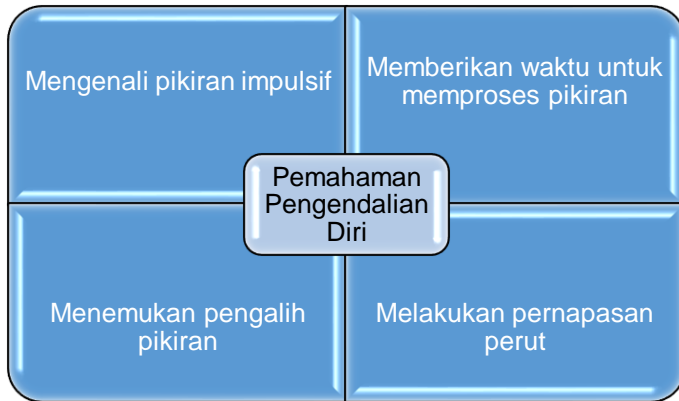 Mengenali pikiran impulsif
Memberikan waktu untuk
memproses pikiran
Pemahaman
Pengendalian
Diri
Menemukan pengalih
pikiran
Melakukan pernapasan
perut